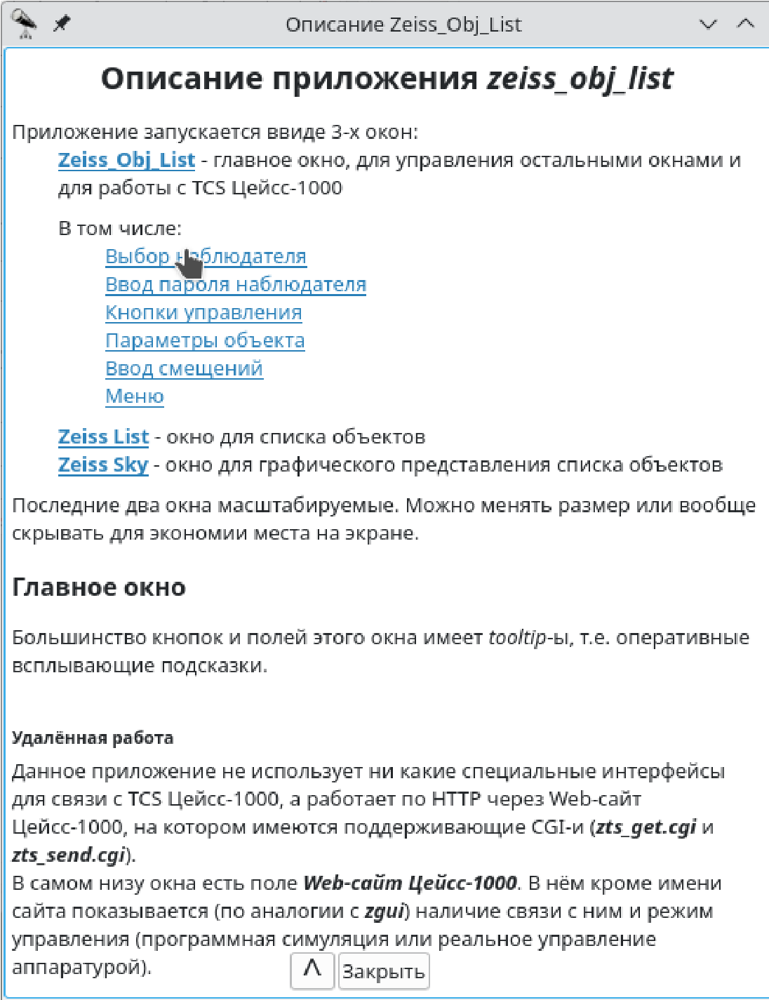 Описание Zeiss_Obj_List
Описание приложения zeiss_obj_list
Приложение запускается ввиде 3-х окон:
Zeiss_Obj_List - главное окно, для управления остальными окнами и
для работы с TCS Цейсс-1000
В том числе:
Выбор наблюдателя
Ввод пароля наблюдателя
Кнопки управления
Параметры объекта
Ввод смещений
Меню
Zeiss List - окно для списка объектов
Zeiss Sky - окно для графического представления списка объектов
Последние два окна масштабируемые. Можно менять размер или вообще
скрывать для экономии места на экране.
Главное окно
Большинство кнопок и полей этого окна имеет tooltip-ы, т.е. оперативные
всплывающие подсказки.
Удалённая работа
Данное приложение не использует ни какие специальные интерфейсы
для связи с TCS Цейсс-1000, а работает по HTTP через Web-сайт
Цейсс-1000, на котором имеются поддерживающие CGI-и (zts_get.cgi и
zts_send.cgi).
В самом низу окна есть поле Web-сайт Цейсс-1000. В нём кроме имени
сайта показывается (по аналогии с zgui) наличие связи с ним и режим
управления (программная симуляция или реальное управление
аппаратурой).
Λ Закрыть